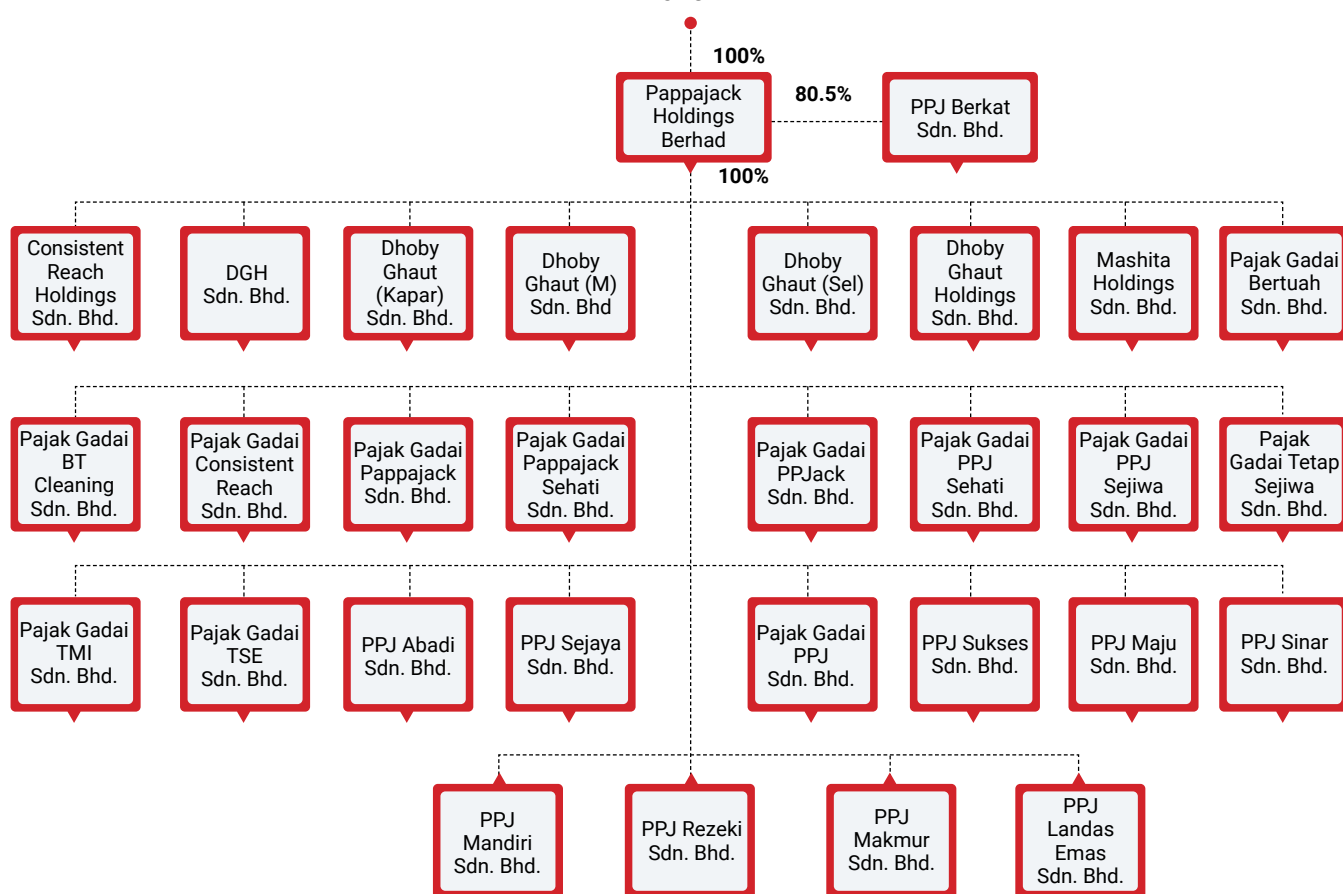 100%
Pappajack
Holdings
Berhad
80.5%
PPJ Berkat
Sdn. Bhd.
100%
Consistent
Reach
Holdings
Sdn. Bhd.
DGH
Sdn. Bhd.
Dhoby
Ghaut
(Kapar)
Sdn. Bhd.
Dhoby
Ghaut (M)
Sdn. Bhd
Dhoby
Ghaut (Sel)
Sdn. Bhd.
Dhoby
Ghaut
Holdings
Sdn. Bhd.
Mashita
Holdings
Sdn. Bhd.
Pajak Gadai
Bertuah
Sdn. Bhd.
Pajak Gadai
BT
Cleaning
Sdn. Bhd.
Pajak Gadai
Consistent
Reach
Sdn. Bhd.
Pajak Gadai
Pappajack
Sdn. Bhd.
Pajak Gadai
Pappajack
Sehati
Sdn. Bhd.
Pajak Gadai
PPJack
Sdn. Bhd.
Pajak Gadai
PPJ
Sehati
Sdn. Bhd.
Pajak Gadai
PPJ
Sejiwa
Sdn. Bhd.
Pajak
Gadai Tetap
Sejiwa
Sdn. Bhd.
Pajak Gadai
TMI
Sdn. Bhd.
Pajak Gadai
TSE
Sdn. Bhd.
PPJ Abadi
Sdn. Bhd.
PPJ Sejaya
Sdn. Bhd.
Pajak Gadai
PPJ
Sdn. Bhd.
PPJ Sukses
Sdn. Bhd.
PPJ Maju
Sdn. Bhd.
PPJ Sinar
Sdn. Bhd.
PPJ
Mandiri
Sdn. Bhd.
PPJ Rezeki
Sdn. Bhd.
PPJ
Makmur
Sdn. Bhd.
PPJ
Landas
Emas
Sdn. Bhd.